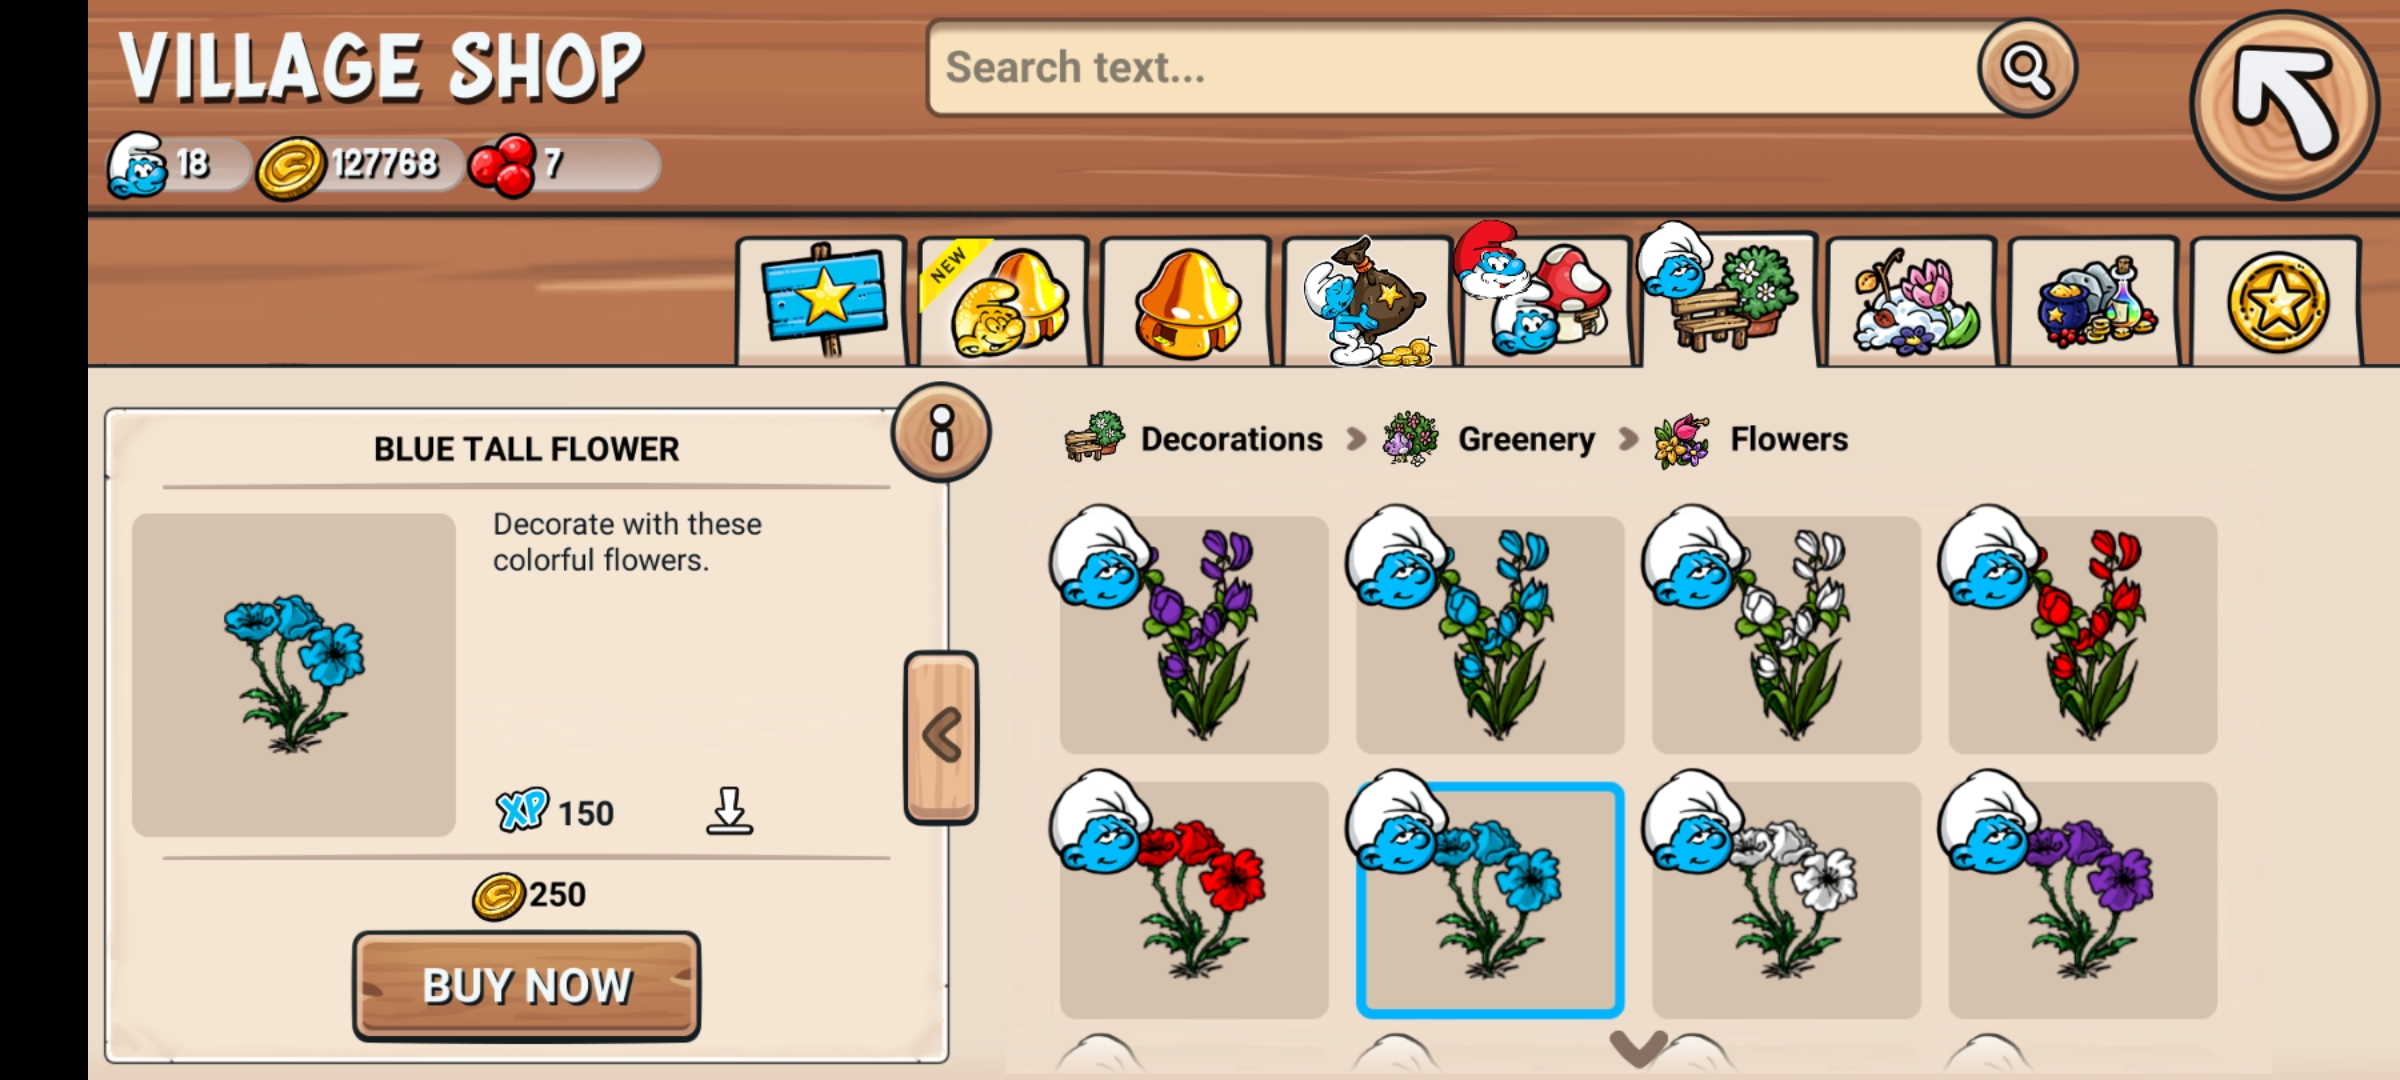 VILLAGE SHOP
Search text...
18
127768
7
NEW
BLUE TALL FLOWER
Decorate with these
colorful flowers.
XP 150
250
BUY NOW
Decorations > Greenery > Flowers